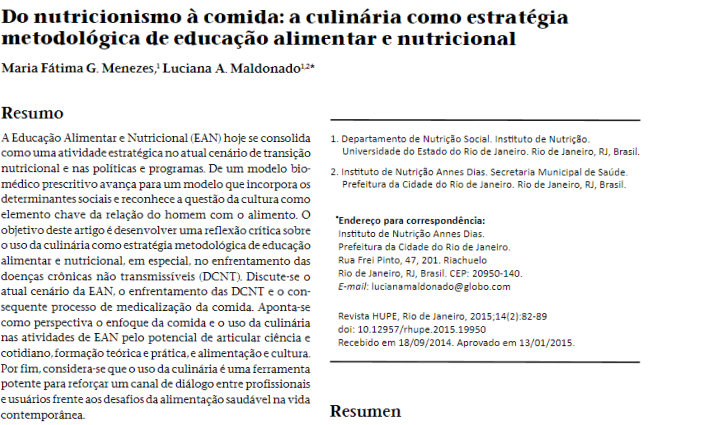 Do nutricionismo à comida: a culinária como estratégia
metodológica de educação alimentar e nutricional
Maria Fátima G. Menezes,¹ Luciana A. Maldonado¹,²*
Resumo
A Educação Alimentar e Nutricional (EAN) hoje se consolida
como uma atividade estratégica no atual cenário de transição
nutricional e nas políticas e programas. De um modelo bio-
médico prescritivo avança para um modelo que incorpora os
determinantes sociais e reconhece a questão da cultura como
elemento chave da relação do homem com o alimento. O
objetivo deste artigo é desenvolver uma reflexão crítica sobre
o uso da culinária como estratégia metodológica de educação
alimentar e nutricional, em especial, no enfrentamento das
doenças crônicas não transmissíveis (DCNT). Discute-se o
atual cenário da EAN, o enfrentamento das DCNT e o con-
sequente processo de medicalização da comida. Aponta-se
como perspectiva o enfoque da comida e o uso da culinária
nas atividades de EAN pelo potencial de articular ciência e
cotidiano, formação teórica e prática, e alimentação e cultura.
Por fim, considera-se que o uso da culinária é uma ferramenta
potente para reforçar um canal de diálogo entre profissionais
e usuários frente aos desafios da alimentação saudável na vida
contemporânea.
1. Departamento de Nutrição Social. Instituto de Nutrição.
Universidade do Estado do Rio de Janeiro. Rio de Janeiro, RJ, Brasil.
2. Instituto de Nutrição Annes Dias. Secretaria Municipal de Saúde.
Prefeitura da Cidade do Rio de Janeiro. Rio de Janeiro, RJ, Brasil.
*Endereço para correspondência:
Instituto de Nutrição Annes Dias.
Prefeitura da Cidade do Rio de Janeiro.
Rua Frei Pinto, 47, 201. Riachuelo
Rio de Janeiro, RJ, Brasil. CEP: 20950-140.
E-mail: lucianamaldonado@globo.com
Revista HUPE, Rio de Janeiro, 2015;14(2):82-89
doi: 10.12957/rhupe.2015.19950
Recebido em 18/09/2014. Aprovado em 13/01/2015.
Resumen